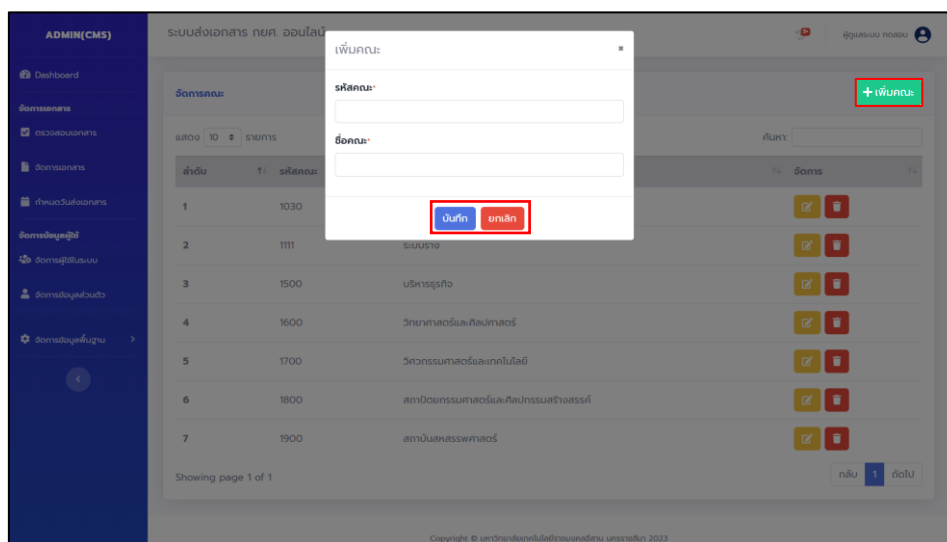 ADMIN(CMS)
Dashboard
จัดการเอกสาร
ตรวจสอบเอกสาร
จัดการเอกสาร
กำหนดวันส่งเอกสาร
จัดการข้อมูลผู้ใช้
จัดการผู้ใช้ในระบบ
จัดการข้อมูลส่วนตัว
จัดการข้อมูลพื้นฐาน
ระบบส่งเอกสาร กยศ. ออนไลน์
ผู้ดูแลระบบ ทดสอบ
เพิ่มคณะ
รหัสคณะ*
ชื่อคณะ*
บันทึก ยกเลิก
จัดการคณะ
+ เพิ่มคณะ
แสดง 10 รายการ
ค้นหา:
ลำดับ รหัสคณะ จัดการ
1 1030
2 1111 ระบบราง
3 1500 บริหารธุรกิจ
4 1600 วิทยาศาสตร์และศิลปศาสตร์
5 1700 วิศวกรรมศาสตร์และเทคโนโลยี
6 1800 สถาปัตยกรรมศาสตร์และศิลปกรรมสร้างสรรค์
7 1900 สถาบันสหสรรพศาสตร์
Showing page 1 of 1
กลับ 1 ถัดไป
Copyright © มหาวิทยาลัยเทคโนโลยีราชมงคลอีสาน นครราชสีมา 2023